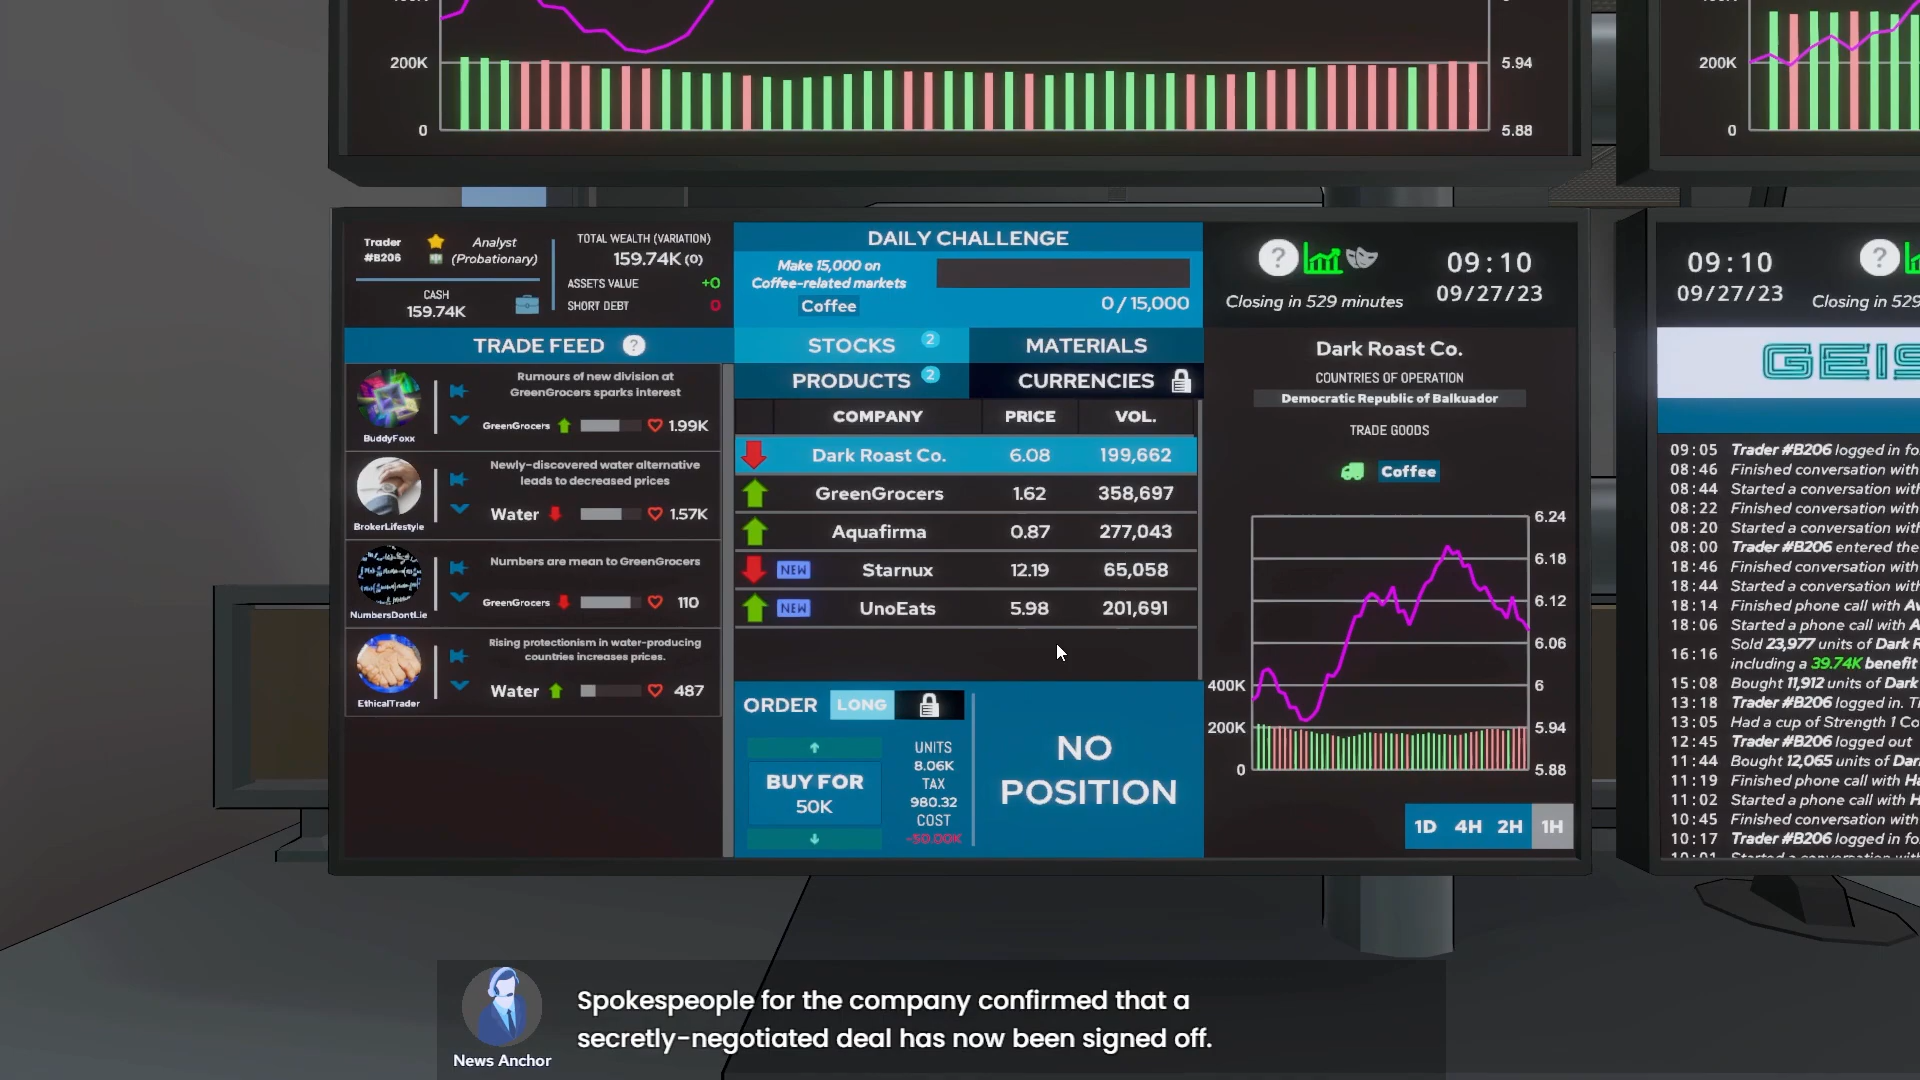 200K
0
5.94
5.88
200K
0
Trader
#B206
Analyst
(Probationary)
CASH
159.74K
TOTAL WEALTH (VARIATION)
159.74K (0)
ASSETS VALUE +0
SHORT DEBT 0
DAILY CHALLENGE
Make 15,000 on
Coffee-related markets
Coffee
0 / 15,000
?
09:10
09/27/23
Closing in 529 minutes
09:10
09/27/23
?
Closing in 529
TRADE FEED ?
Rumours of new division at
GreenGrocers sparks interest
GreenGrocers 1.99K
BuddyFoxx
Newly-discovered water alternative
leads to decreased prices
Water 1.57K
BrokerLifestyle
Numbers are mean to GreenGrocers
GreenGrocers 110
NumbersDontLie
Rising protectionism in water-producing
countries increases prices.
Water 487
EthicalTrader
STOCKS 2
MATERIALS
PRODUCTS 2
CURRENCIES
COMPANY PRICE VOL.
Dark Roast Co. 6.08 199,662
GreenGrocers 1.62 358,697
Aquafirma 0.87 277,043
NEW Starnux 12.19 65,058
NEW UnoEats 5.98 201,691
ORDER LONG
BUY FOR
50K
UNITS
8.06K
TAX
980.32
COST
-50.00K
NO
POSITION
Dark Roast Co.
COUNTRIES OF OPERATION
Democratic Republic of Balkuador
TRADE GOODS
Coffee
6.24
6.18
6.12
6.06
6
5.94
5.88
400K
200K
0
1D 4H 2H 1H
GEIS
09:05 Trader #B206 logged in fo
08:46 Finished conversation with
08:44 Started a conversation with
08:22 Finished conversation with
08:20 Started a conversation with
08:00 Trader #B206 entered the
18:46 Finished conversation with
18:44 Started a conversation with
18:14 Finished phone call with Av
18:06 Started a phone call with A
16:16 Sold 23,977 units of Dark R
including a 39.74K benefit
15:08 Bought 11,912 units of Dark
13:18 Trader #B206 logged in. Ti
13:05 Had a cup of Strength 1 Co
12:45 Trader #B206 logged out
11:44 Bought 12,065 units of Dar
11:19 Finished phone call with Ha
11:02 Started a phone call with H
10:45 Finished conversation with
10:17 Trader #B206 logged in fo
10:01 Started a conversation with
Spokespeople for the company confirmed that a
secretly-negotiated deal has now been signed off.
News Anchor